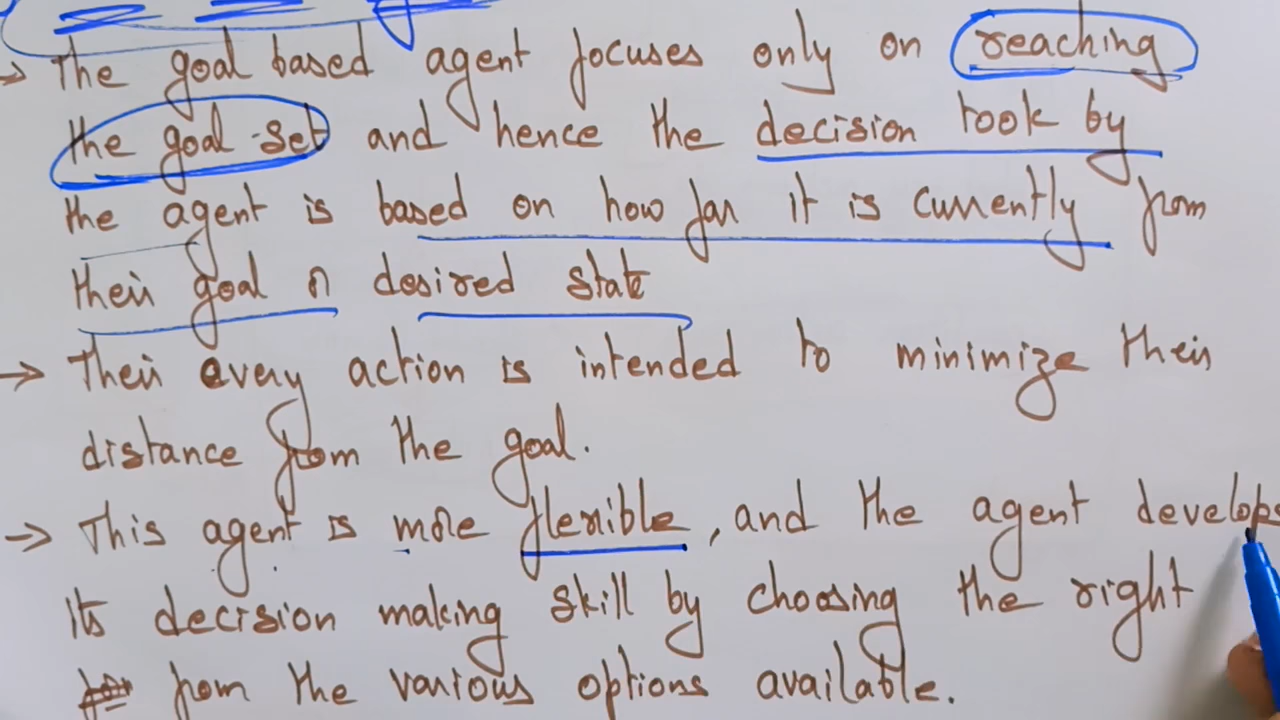 → The goal based agent focuses only on reaching
the goal-set and hence the decision took by
the agent is based on how far it is currently from
their goal or desired state
→ Their every action is intended to minimize their
distance from the goal.
→ This agent is more flexible, and the agent develops
its decision making skill by choosing the right
from the various options available.